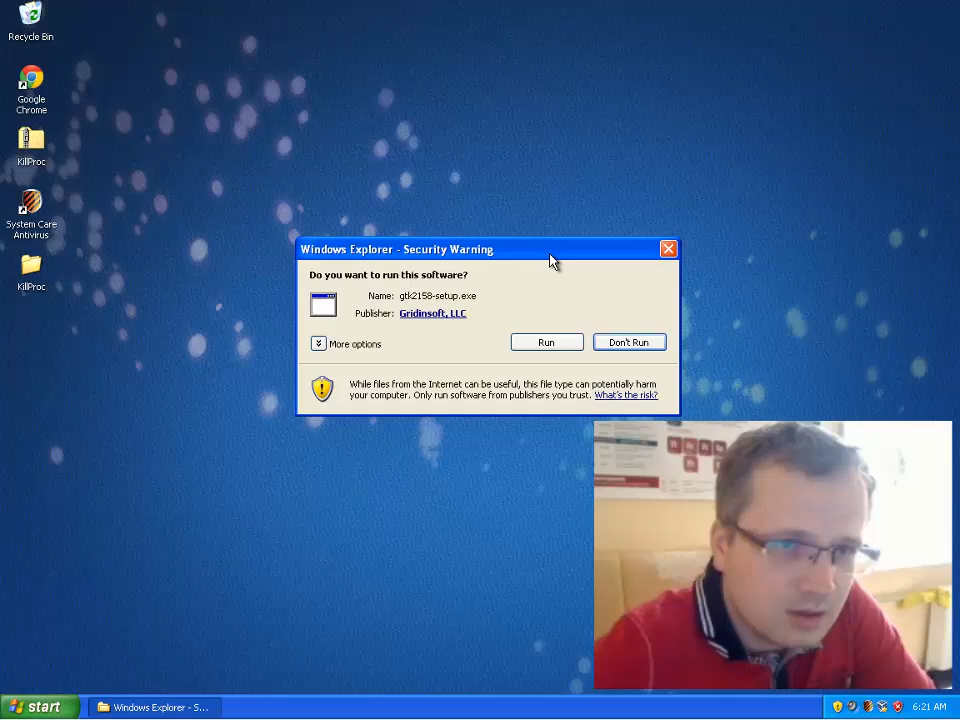 Recycle Bin
Google
Chrome
KillProc
System Care
Antivirus
KillProc
Windows Explorer - Security Warning
Do you want to run this software?
Name: gtk2158-setup.exe
Publisher: Gridinsoft, LLC
More options
Run
Don't Run
While files from the Internet can be useful, this file type can potentially harm
your computer. Only run software from publishers you trust. What's the risk?
start
Windows Explorer - S...
6:21 AM